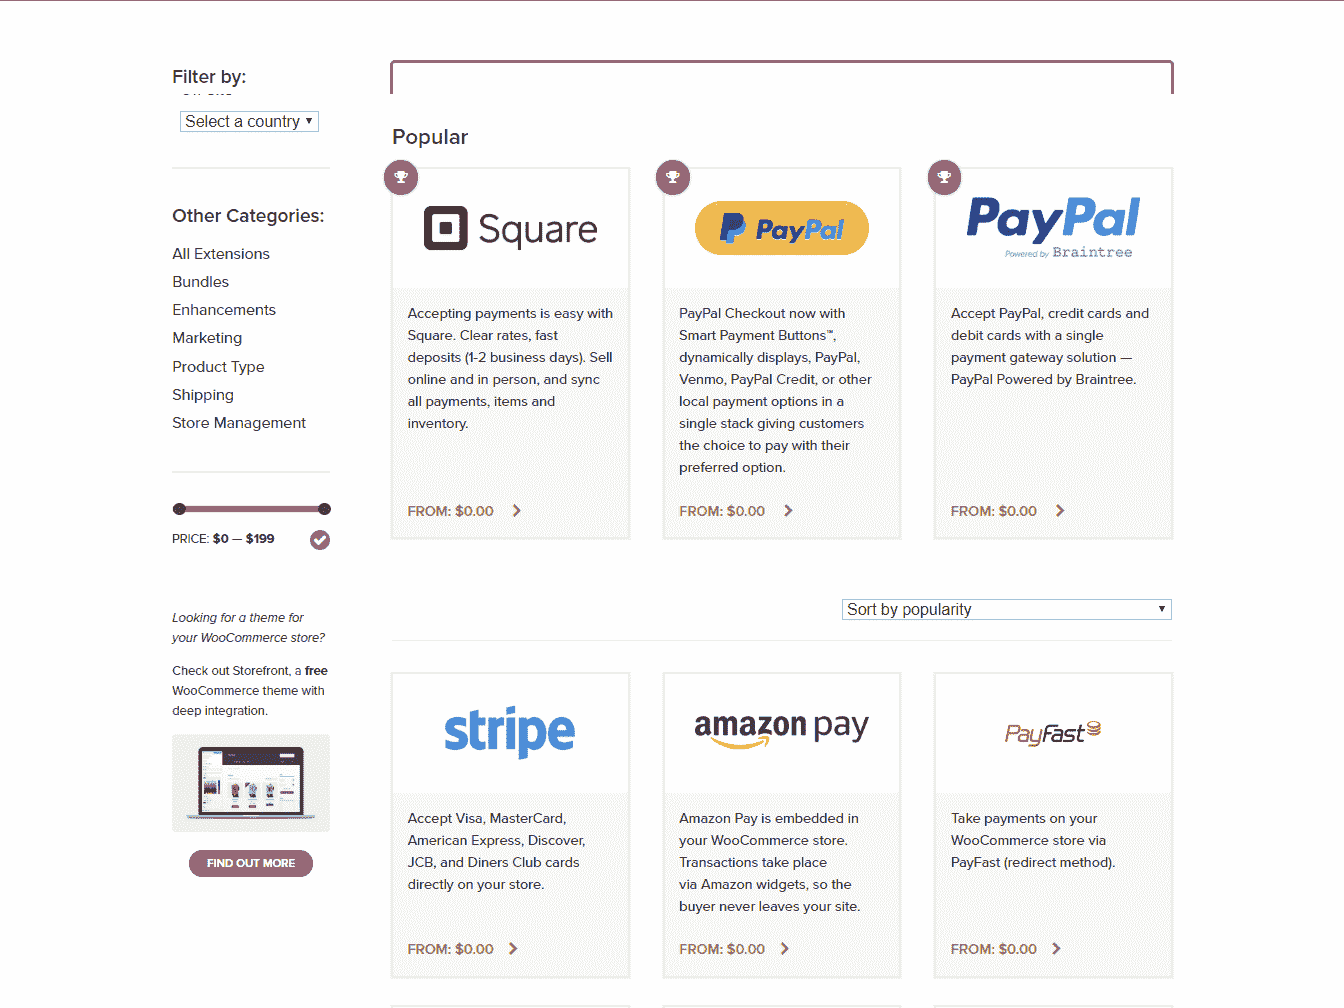 Filter by:
Select a country
Other Categories:
All Extensions
Bundles
Enhancements
Marketing
Product Type
Shipping
Store Management
PRICE: $0 — $199
Looking for a theme for
your WooCommerce store?
Check out Storefront, a free
WooCommerce theme with
deep integration.
FIND OUT MORE
Popular
Square
Accepting payments is easy with
Square. Clear rates, fast
deposits (1-2 business days). Sell
online and in person, and sync
all payments, items and
inventory.
FROM: $0.00
PayPal
PayPal Checkout now with
Smart Payment Buttons™,
dynamically displays, PayPal,
Venmo, PayPal Credit, or other
local payment options in a
single stack giving customers
the choice to pay with their
preferred option.
FROM: $0.00
PayPal
Powered by Braintree
Accept PayPal, credit cards and
debit cards with a single
payment gateway solution —
PayPal Powered by Braintree.
FROM: $0.00
Sort by popularity
stripe
Accept Visa, MasterCard,
American Express, Discover,
JCB, and Diners Club cards
directly on your store.
FROM: $0.00
amazon pay
Amazon Pay is embedded in
your WooCommerce store.
Transactions take place
via Amazon widgets, so the
buyer never leaves your site.
FROM: $0.00
PayFast
Take payments on your
WooCommerce store via
PayFast (redirect method).
FROM: $0.00